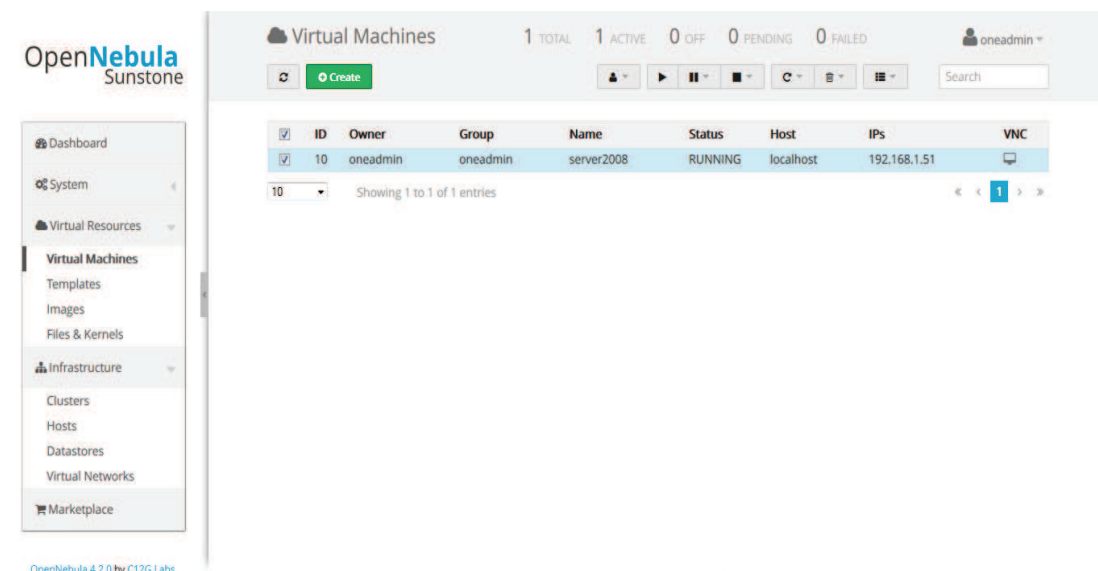 OpenNebula
Sunstone
Virtual Machines 1 TOTAL 1 ACTIVE 0 OFF 0 PENDING 0 FAILED oneadmin
Create Search
Dashboard
System
Virtual Resources
Virtual Machines
Templates
Images
Files & Kernels
Infrastructure
Clusters
Hosts
Datastores
Virtual Networks
Marketplace
OpenNebula 4.2.0 by C12G Labs
ID Owner Group Name Status Host IPs VNC
10 oneadmin oneadmin server2008 RUNNING localhost 192.168.1.51
10 Showing 1 to 1 of 1 entries « < 1 > »